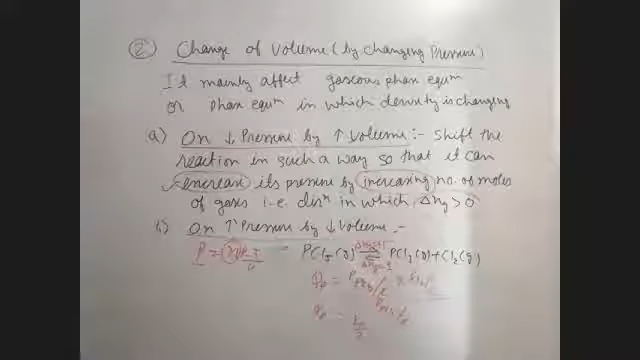 ② Change of Volume (by changing Pressure)
It mainly affect gaseous phase equm
or phase equm in which density is changing
a) On ↓ Pressure by ↑ Volume :- Shift the
reaction in such a way so that it can
increase its pressure by increasing no. of moles
of gases i.e. dirn in which, Δng > 0
b) On ↑ Pressure by ↓ Volume :-
P = nRT/V = PCl5(g) ⇌ PCl3(g) + Cl2(g)